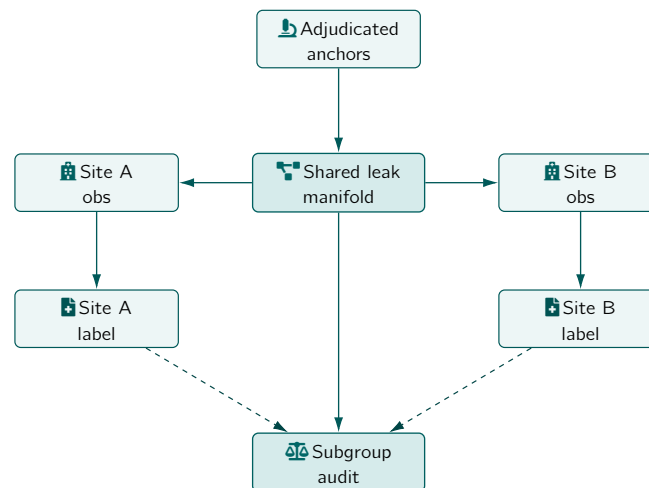 Adjudicated
anchors
Site A
obs
Shared leak
manifold
Site B
obs
Site A
label
Site B
label
Subgroup
audit